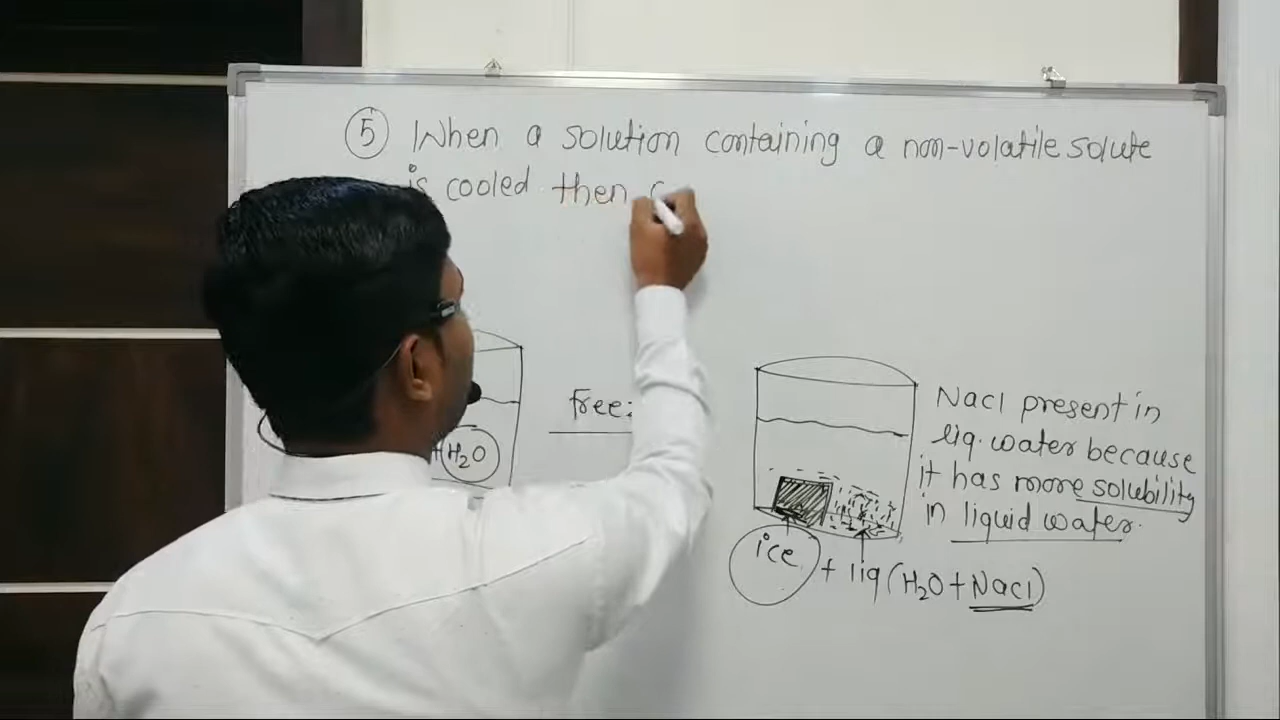 ⑤ When a solution containing a non-volatile solute
is cooled then
+ H₂O
NaCl present in
liq. water because
it has more solubility
in liquid water.
ice + liq (H₂O + NaCl)